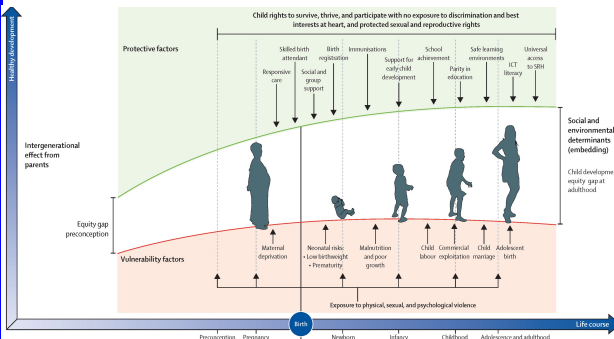 Child rights to survive, thrive, and participate with no exposure to discrimination and best
interests at heart, and protected sexual and reproductive rights
Healthy development
Protective factors
Skilled birth
attendant
Birth
registration
Immunisations
School
achievement
Safe learning
environments
Universal
access
to SRH
Responsive
care
Social and
group
support
Support for
early child
development
Parity in
education
ICT
literacy
Intergenerational
effect from
parents
Social and
environmental
determinants
(embedding)
Child developme
equity gap at
adulthood
Equity gap
preconception
Vulnerability factors
Maternal
deprivation
Neonatal risks:
• Low birthweight
• Prematurity
Malnutrition
and poor
growth
Child
labour
Commercial
exploitation
Child
marriage
Adolescent
birth
Exposure to physical, sexual, and psychological violence
Birth
Life course
Preconception
Pregnancy
Newborn
Infancy
Childhood
Adolescence and adulthood